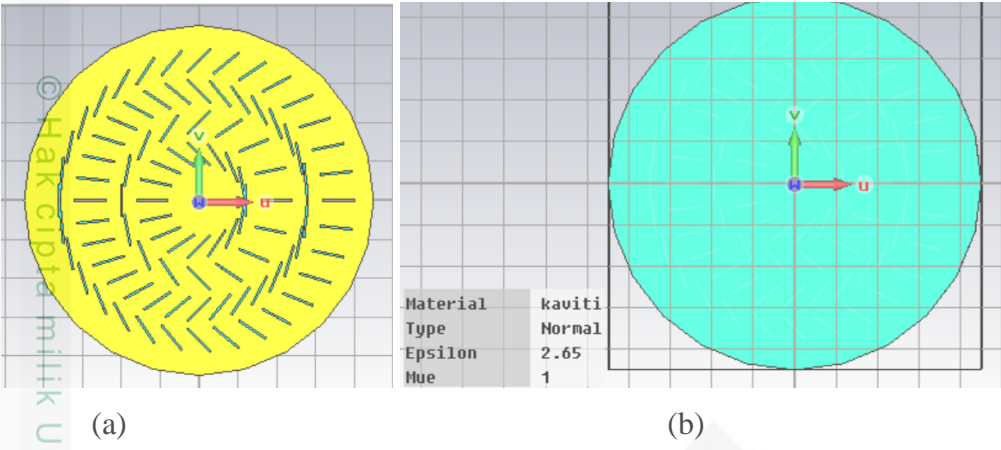 © Hak cipta milik U
v
u
w
v
u
w
Material kaviti
Type Normal
Epsilon 2.65
Mue 1
(a)
(b)